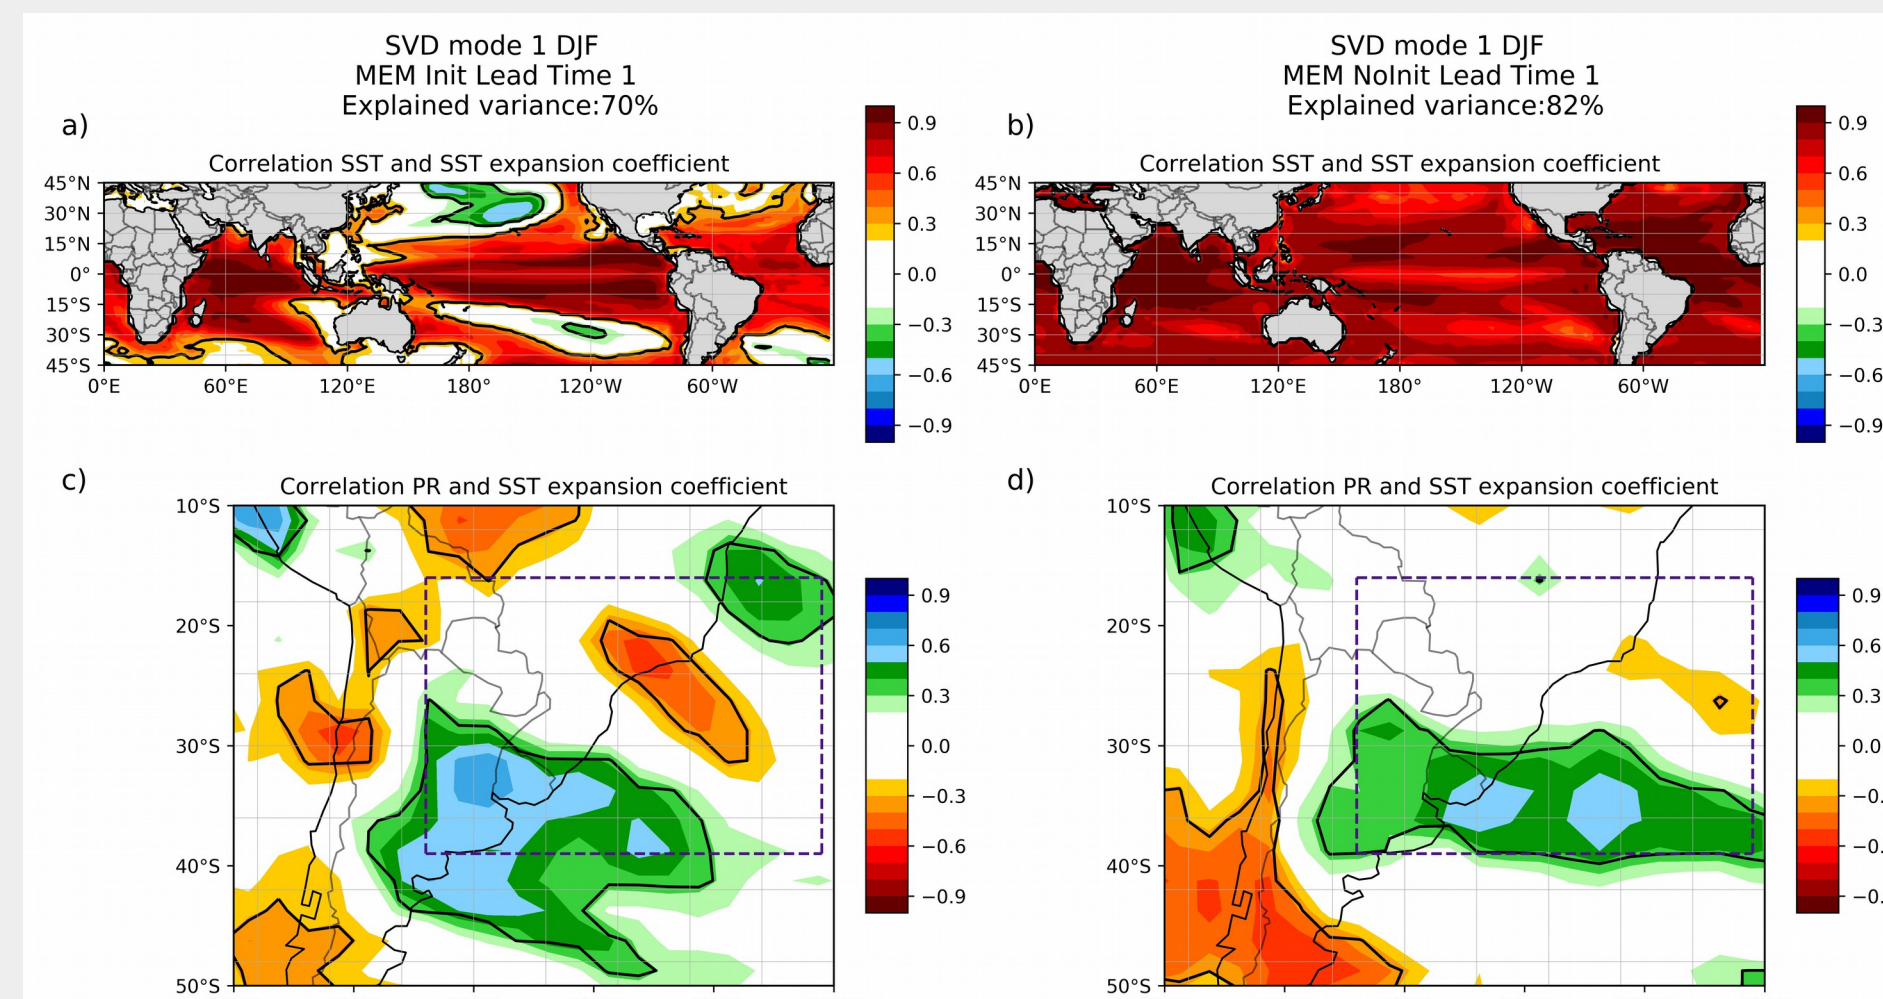 SVD mode 1 DJF
MEM Init Lead Time 1
Explained variance:70%
a)
Correlation SST and SST expansion coefficient
45°N
30°N
15°N
0°
15°S
30°S
45°S
0°E 60°E 120°E 180° 120°W 60°W
0.9
0.6
0.3
0.0
−0.3
−0.6
−0.9
SVD mode 1 DJF
MEM NoInit Lead Time 1
Explained variance:82%
b)
Correlation SST and SST expansion coefficient
45°N
30°N
15°N
0°
15°S
30°S
45°S
0°E 60°E 120°E 180° 120°W 60°W
0.9
0.6
0.3
0.0
−0.3
−0.6
−0.9
c)
Correlation PR and SST expansion coefficient
10°S
20°S
30°S
40°S
50°S
0.9
0.6
0.3
0.0
−0.3
−0.6
−0.9
d)
Correlation PR and SST expansion coefficient
10°S
20°S
30°S
40°S
50°S
0.9
0.6
0.3
0.0
−0.
−0.
−0.